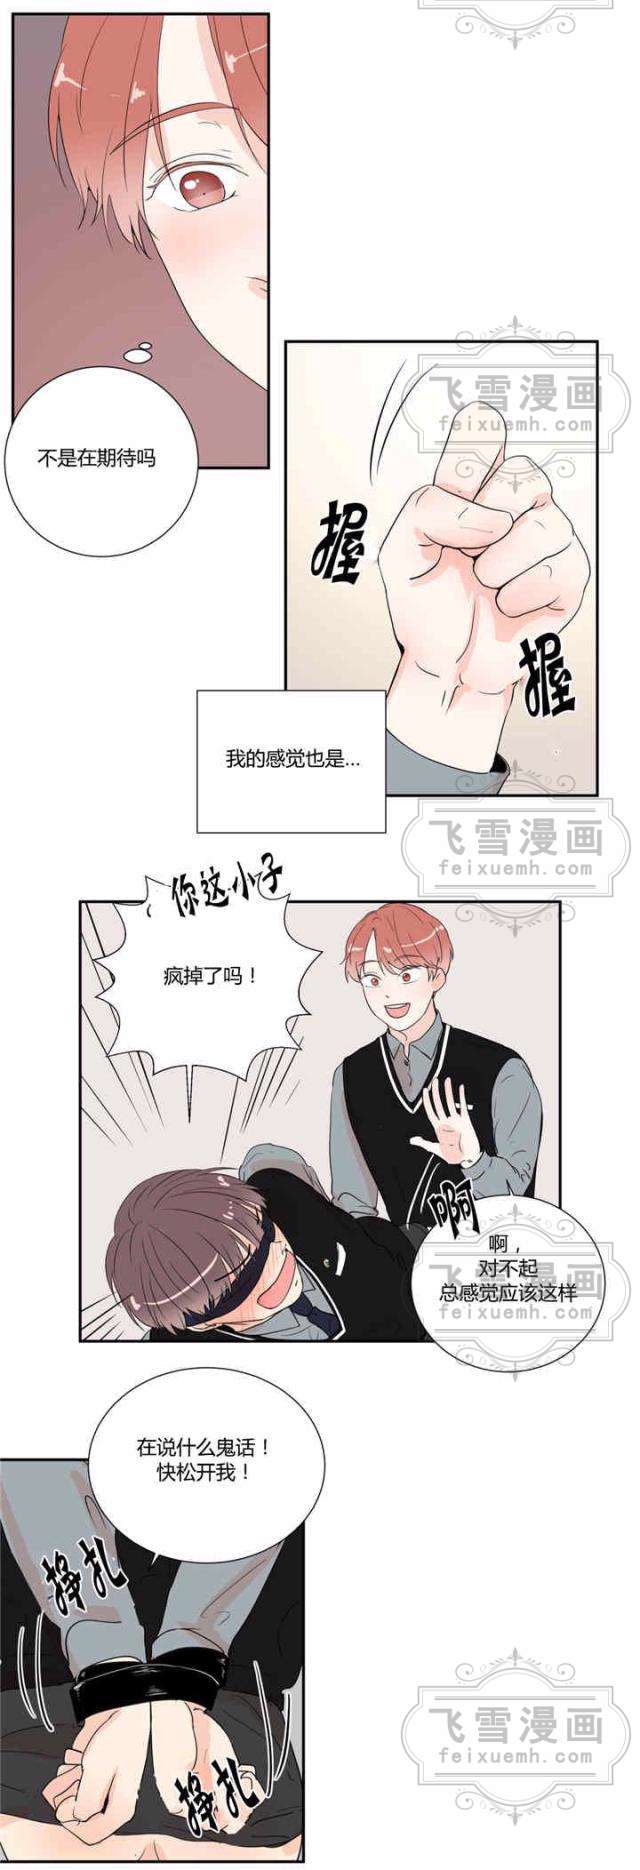 飞雪漫画
feixuemh.com
不是在期待吗
握
握
我的感觉也是...
飞雪漫画
feixuemh.com
你这小子
疯掉了吗！
啊
啊，
对不起
总感觉应该这样
飞雪漫画
feixuemh.com
在说什么鬼话！
快松开我！
挣扎
挣扎
飞雪漫画
feixuemh.com